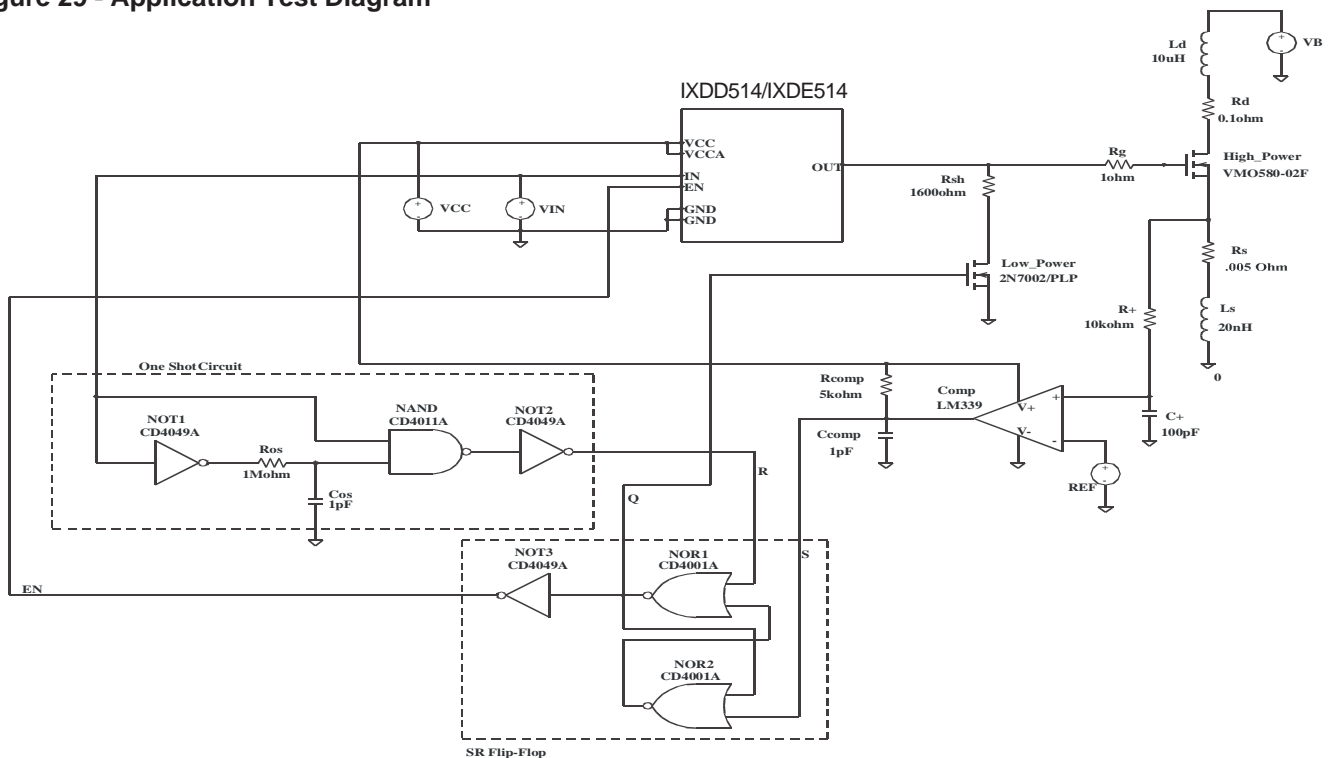 Figure 29 - Application Test Diagram
Ld
10uH
VB
+
-
Rd
0.1ohm
IXDD514/IXDE514
VCC
VCCA
IN
EN
GND
GND
OUT
Rg
1ohm
High_Power
VMO580-02F
Rsh
1600ohm
+
-
VCC
+
-
VIN
Rs
.005 Ohm
Low_Power
2N7002/PLP
R+
10kohm
Ls
20nH
0
One ShotCircuit
Rcomp
5kohm
Comp
LM339
V+
V-
+
-
C+
100pF
NOT1
CD4049A
NAND
CD4011A
NOT2
CD4049A
Ros
1Mohm
Ccomp
1pF
Cos
1pF
+
-
REF
R
Q
S
NOT3
CD4049A
NOR1
CD4001A
EN
NOR2
CD4001A
SR Flip-Flop